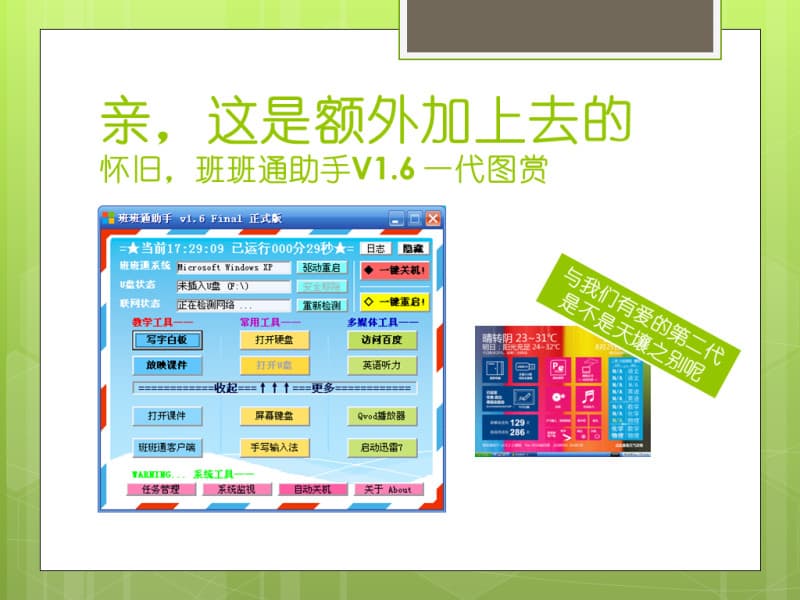 亲，这是额外加上去的
怀旧，班班通助手V1.6 一代图赏
班班通助手 v1.6 Final 正式版
=★当前17:29:09 已运行000分29秒★=
日志
隐藏
班班通系统
Microsoft Windows XP
驱动重启
◆ 一键关机!
U盘状态
未插入U盘 (F:\)
安全移除
联网状态
正在检测网络 ...
重新检测
◇ 一键重启!
教学工具——
常用工具——
多媒体工具——
写字白板
打开硬盘
访问百度
放映课件
打开U盘
英语听力
============收起===↑↑↑===更多============
打开课件
屏幕键盘
Qvod播放器
班班通客户端
手写输入法
启动迅雷7
WARNING... 系统工具——
任务管理
系统监视
自动关机
关于 About
与我们有爱的第二代
是不是天壤之别呢
晴转阴 23~31℃
明日：阳光充足 24~32℃
129
286
N/A 语文
N/A 数学
N/A 化学